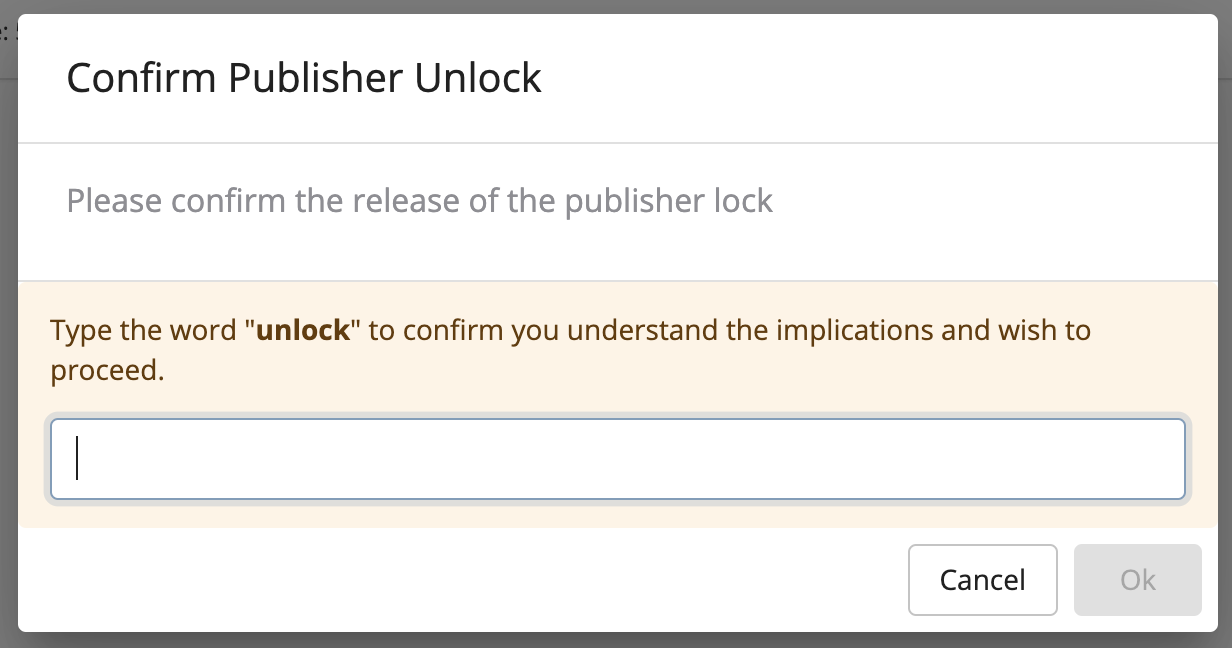 Confirm Publisher Unlock
Please confirm the release of the publisher lock
Type the word "unlock" to confirm you understand the implications and wish to
proceed.
Cancel
Ok